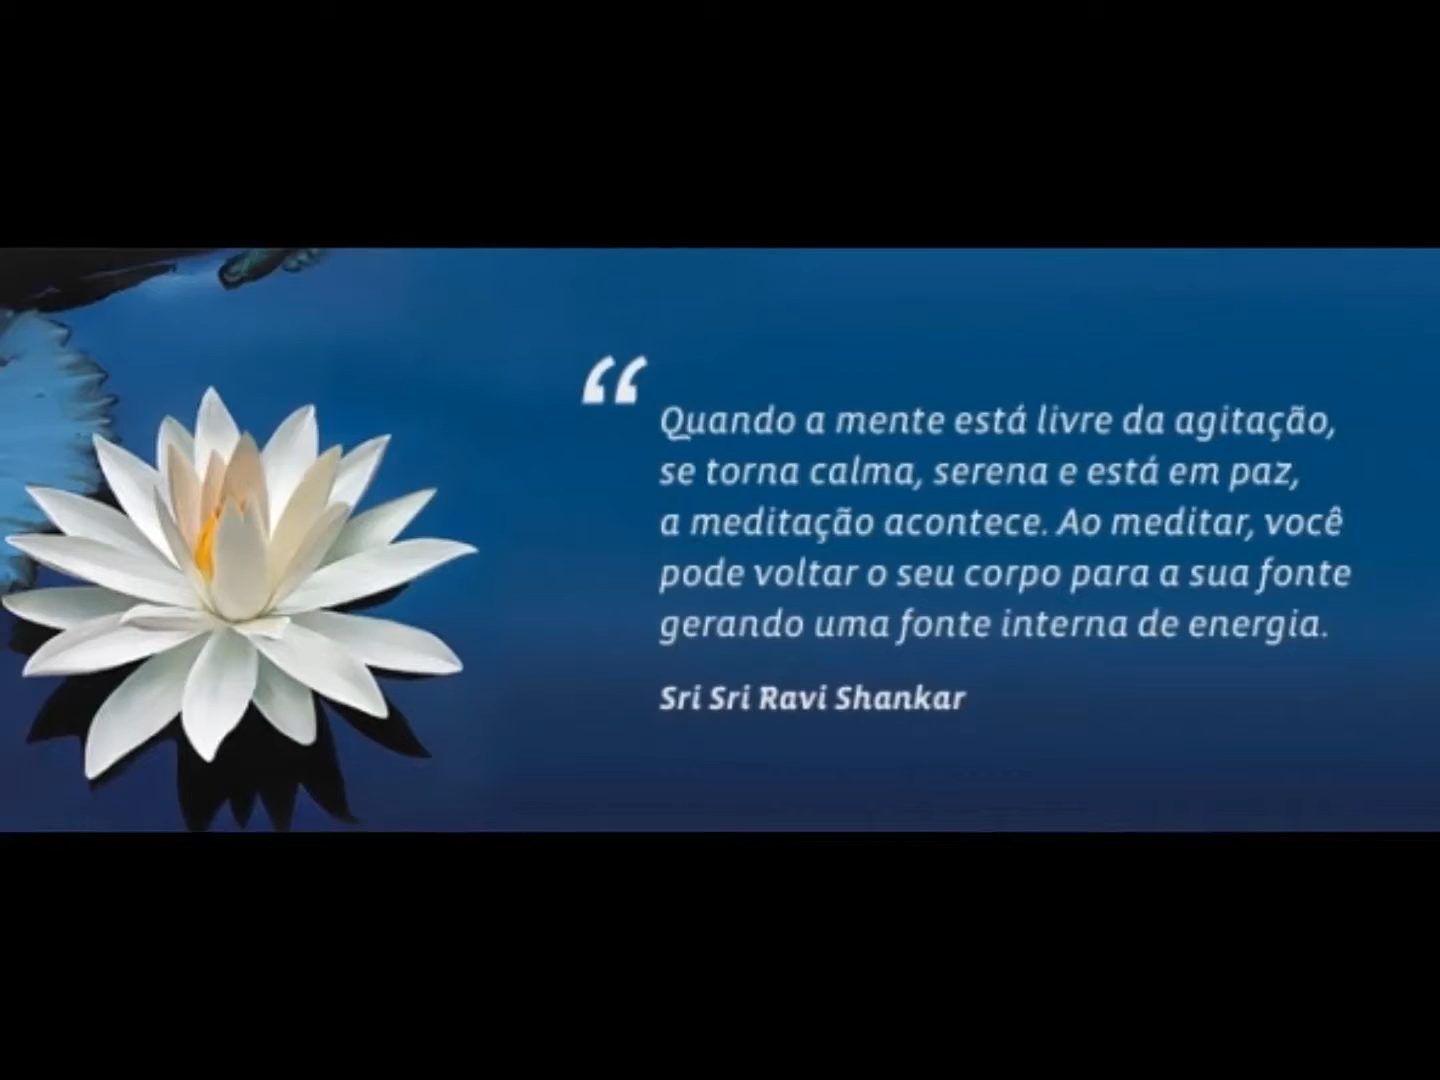 “
Quando a mente está livre da agitação,
se torna calma, serena e está em paz,
a meditação acontece. Ao meditar, você
pode voltar o seu corpo para a sua fonte
gerando uma fonte interna de energia.
Sri Sri Ravi Shankar